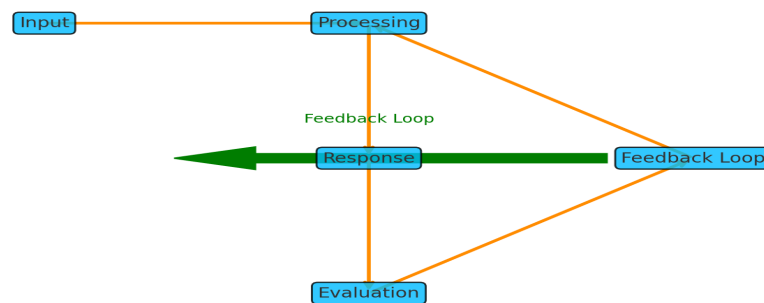 Input
Processing
Feedback Loop
Response
Feedback Loop
Evaluation